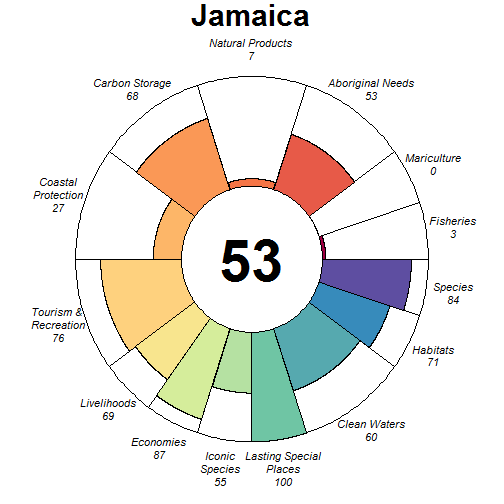 Jamaica
Natural Products
7
Carbon Storage
68
Aboriginal Needs
53
Mariculture
0
Coastal
Protection
27
Fisheries
3
53
Species
84
Tourism &
Recreation
76
Habitats
71
Livelihoods
69
Clean Waters
60
Economies
87
Iconic
Species
55
Lasting Special
Places
100